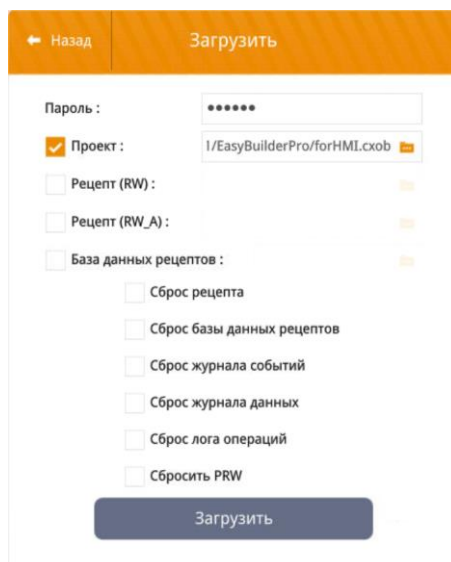 Назад
Загрузить
Пароль :
••••••
Проект :
l/EasyBuilderPro/forHMI.cxob
Рецепт (RW) :
Рецепт (RW_A) :
База данных рецептов :
Сброс рецепта
Сброс базы данных рецептов
Сброс журнала событий
Сброс журнала данных
Сброс лога операций
Сбросить PRW
Загрузить